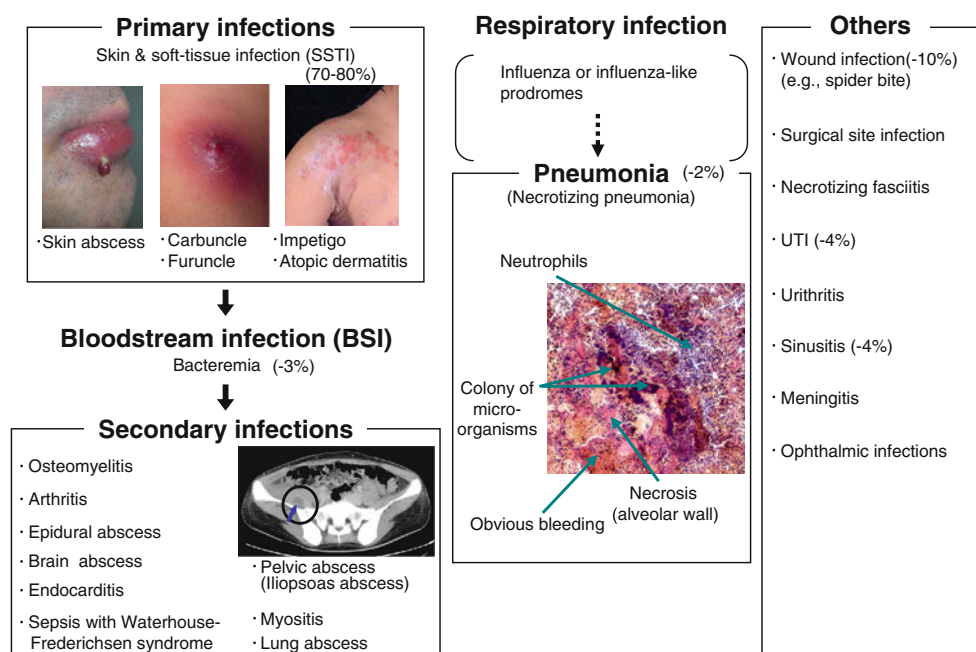 Primary infections
Skin & soft-tissue infection (SSTI)
(70-80%)
· Skin abscess
· Carbuncle
· Furuncle
· Impetigo
· Atopic dermatitis
Bloodstream infection (BSI)
Bacteremia (-3%)
Secondary infections
· Osteomyelitis
· Arthritis
· Epidural abscess
· Brain abscess
· Endocarditis
· Sepsis with Waterhouse-
Frederichsen syndrome
· Pelvic abscess
(Iliopsoas abscess)
· Myositis
· Lung abscess
Respiratory infection
Influenza or influenza-like
prodromes
Pneumonia (-2%)
(Necrotizing pneumonia)
Neutrophils
Colony of
micro-
organisms
Necrosis
(alveolar wall)
Obvious bleeding
Others
· Wound infection(-10%)
(e.g., spider bite)
· Surgical site infection
· Necrotizing fasciitis
· UTI (-4%)
· Urithritis
· Sinusitis (-4%)
· Meningitis
· Ophthalmic infections